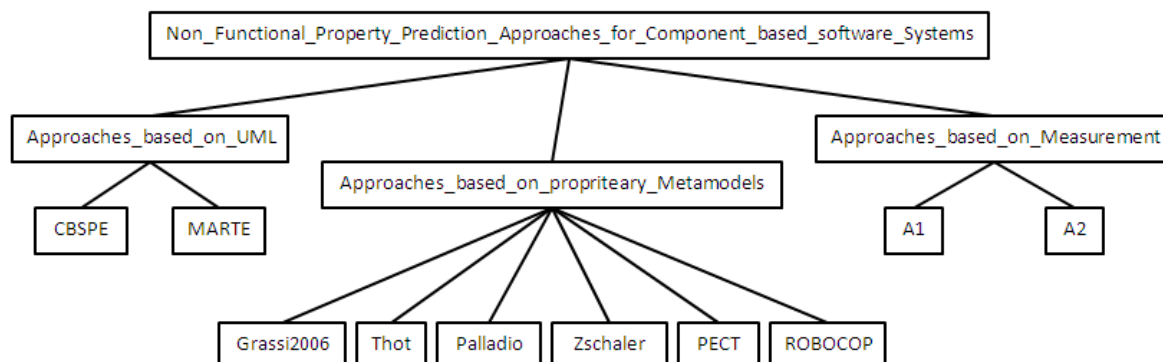 Non_Functional_Property_Prediction_Approaches_for_Component_based_software_Systems
Approaches_based_on_UML
Approaches_based_on_Measurement
Approaches_based_on_propriteary_Metamodels
CBSPE
MARTE
A1
A2
Grassi2006
Thot
Palladio
Zschaler
PECT
ROBOCOP